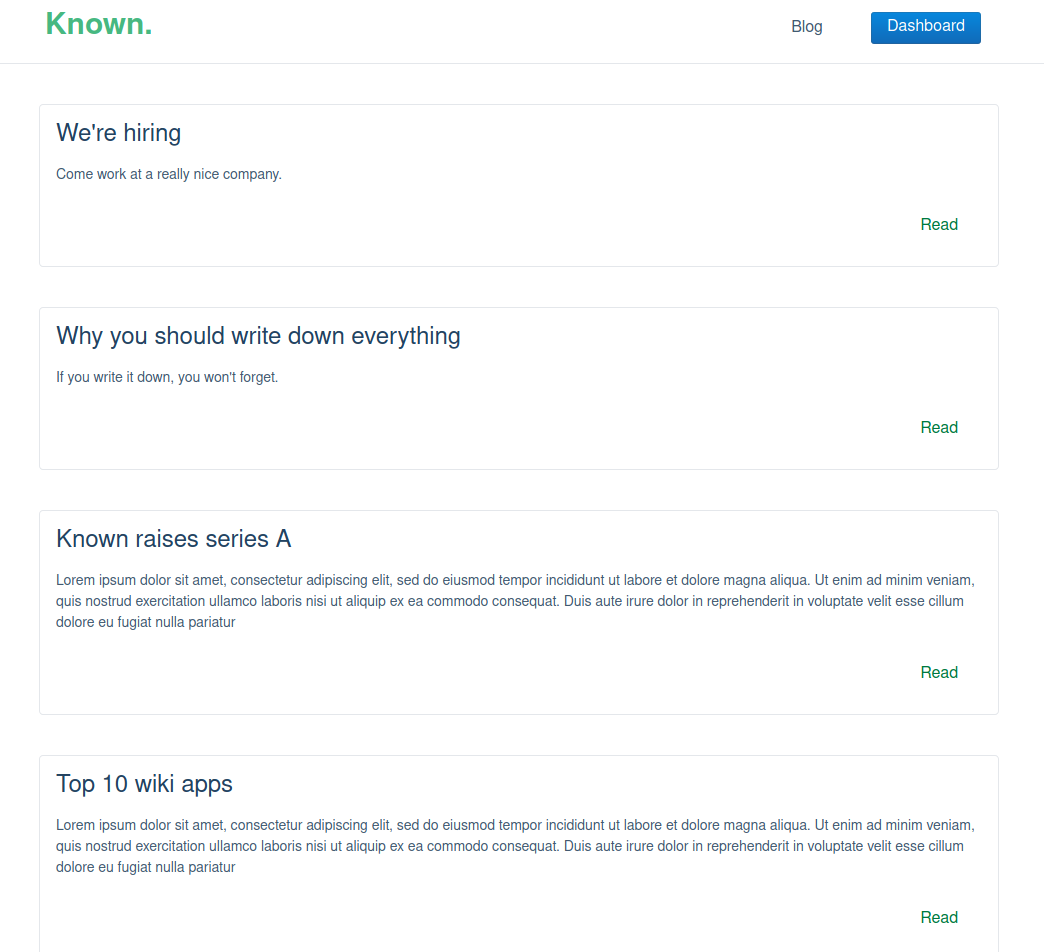 Known.
Blog
Dashboard
We're hiring
Come work at a really nice company.
Read
Why you should write down everything
If you write it down, you won't forget.
Read
Known raises series A
Lorem ipsum dolor sit amet, consectetur adipiscing elit, sed do eiusmod tempor incididunt ut labore et dolore magna aliqua. Ut enim ad minim veniam,
quis nostrud exercitation ullamco laboris nisi ut aliquip ex ea commodo consequat. Duis aute irure dolor in reprehenderit in voluptate velit esse cillum
dolore eu fugiat nulla pariatur
Read
Top 10 wiki apps
Lorem ipsum dolor sit amet, consectetur adipiscing elit, sed do eiusmod tempor incididunt ut labore et dolore magna aliqua. Ut enim ad minim veniam,
quis nostrud exercitation ullamco laboris nisi ut aliquip ex ea commodo consequat. Duis aute irure dolor in reprehenderit in voluptate velit esse cillum
dolore eu fugiat nulla pariatur
Read